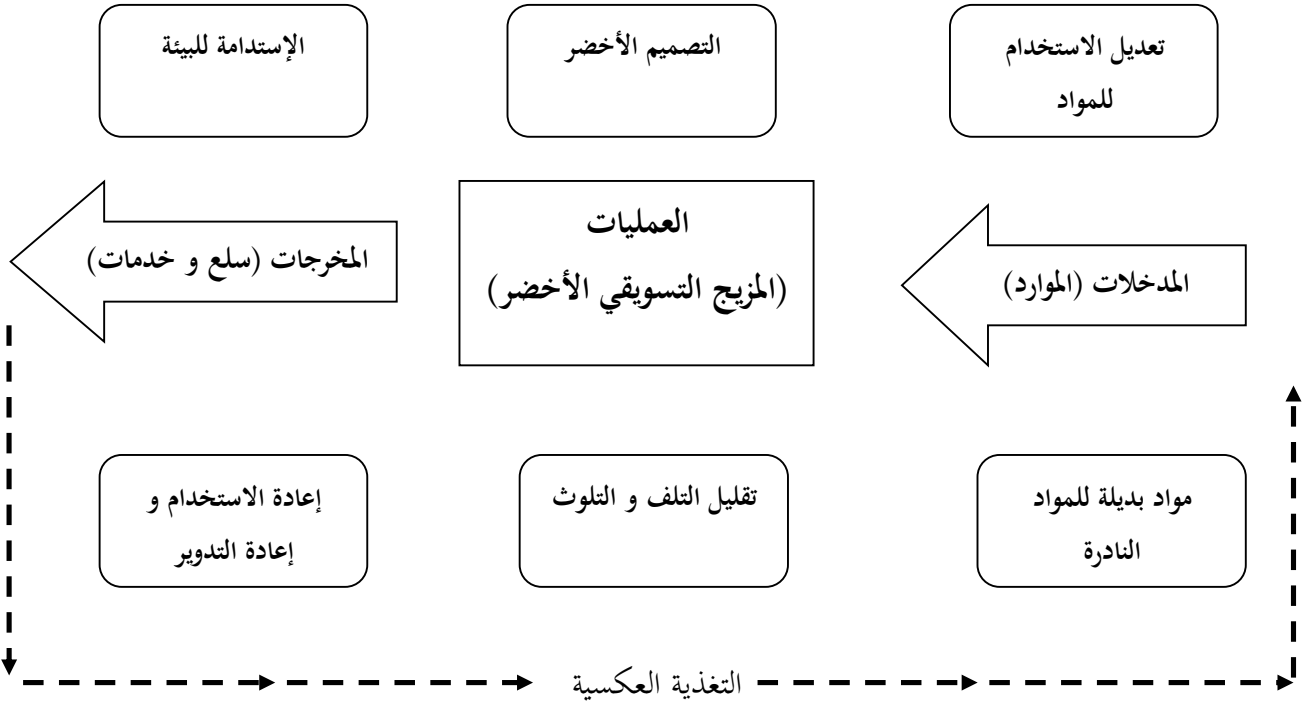 تعديل الاستخدام
للمواد
التصميم الأخضر
الإستدامة للبيئة
المدخلات (الموارد)
العمليات
(المزيج التسويقي الأخضر)
المخرجات (سلع و خدمات)
مواد بديلة للمواد
النادرة
تقليل التلف و التلوث
إعادة الاستخدام و
إعادة التدوير
التغذية العكسية